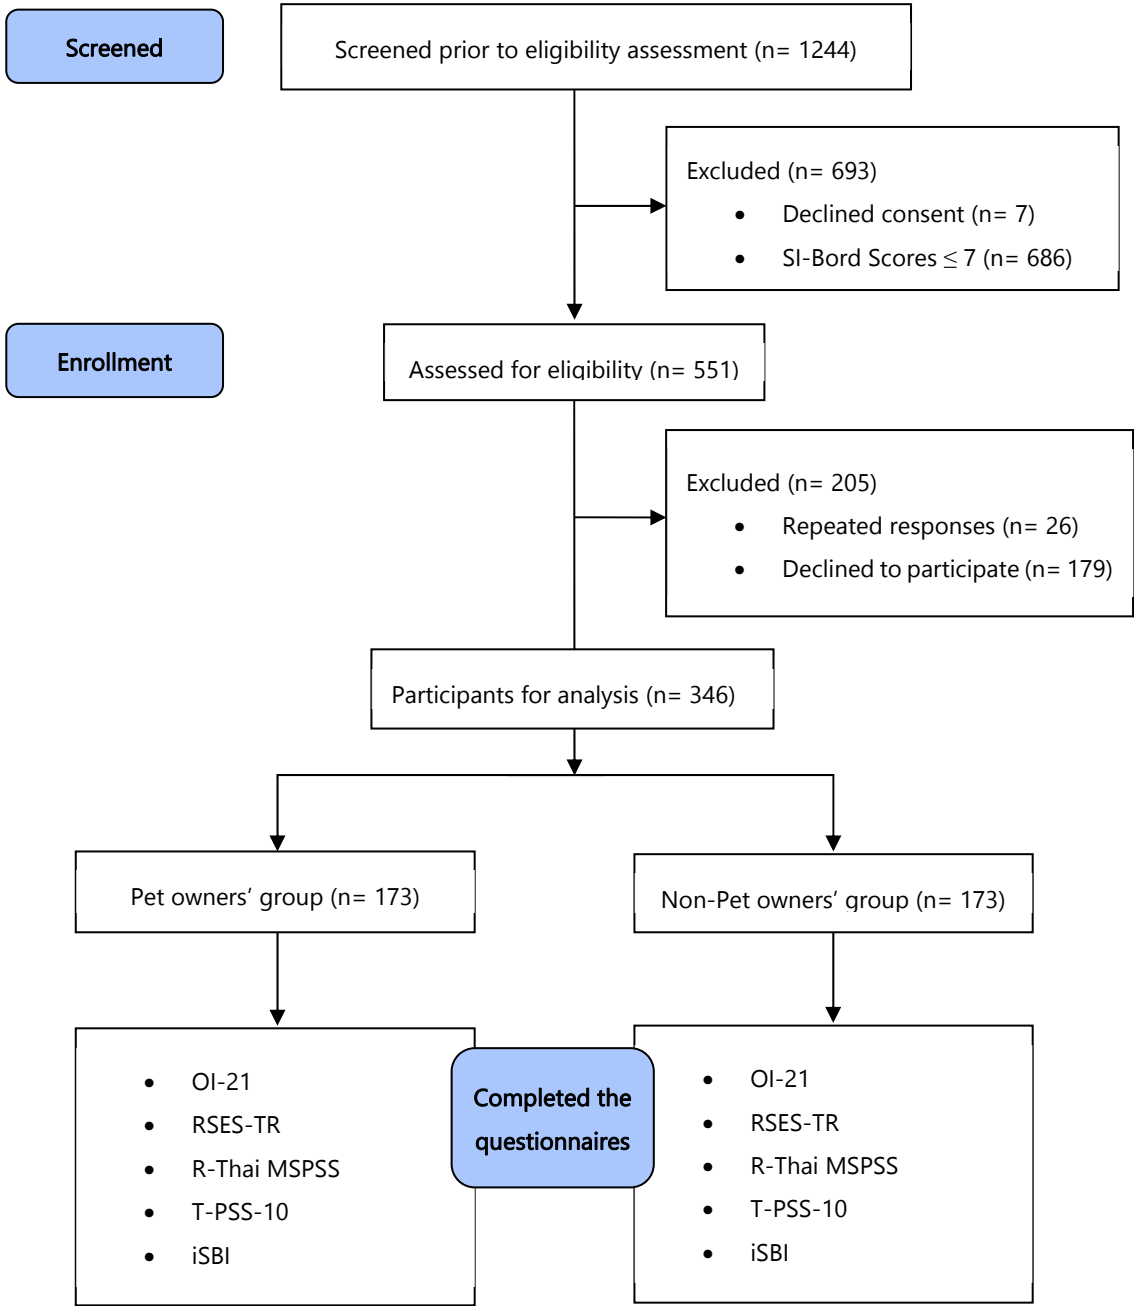 Screened
Screened prior to eligibility assessment (n= 1244)
Excluded (n= 693)
• Declined consent (n= 7)
• SI-Bord Scores ≤ 7 (n= 686)
Enrollment
Assessed for eligibility (n= 551)
Excluded (n= 205)
• Repeated responses (n= 26)
• Declined to participate (n= 179)
Participants for analysis (n= 346)
Pet owners’ group (n= 173)
Non-Pet owners’ group (n= 173)
• OI-21
• RSES-TR
• R-Thai MSPSS
• T-PSS-10
• iSBI
Completed the
questionnaires
• OI-21
• RSES-TR
• R-Thai MSPSS
• T-PSS-10
• iSBI